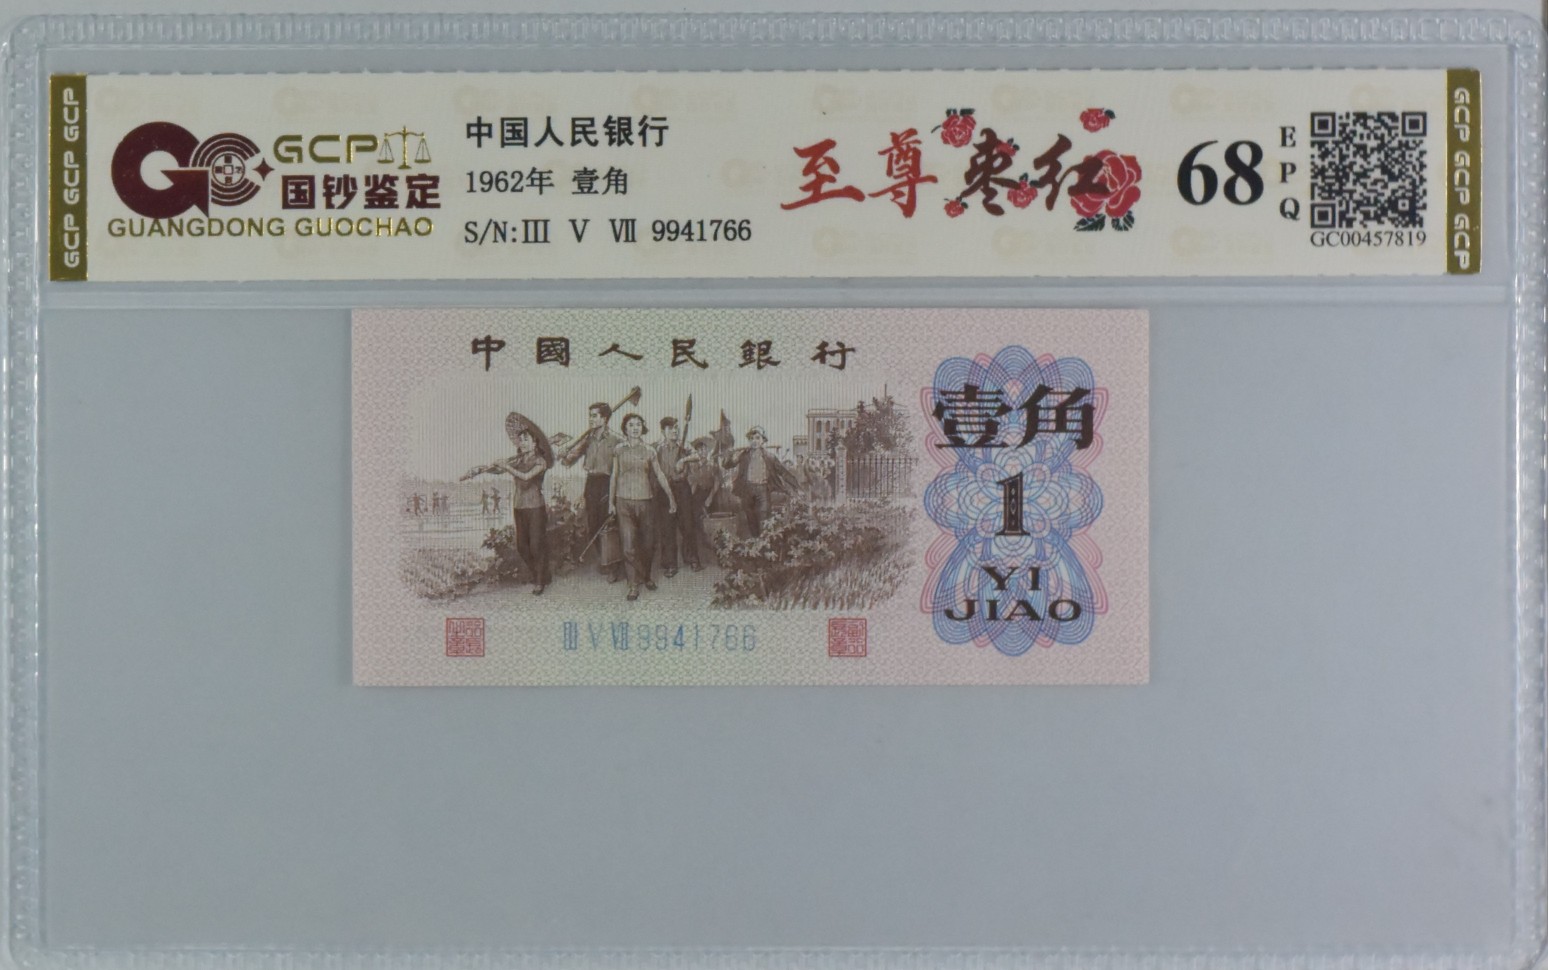 GCP GCP GCP
GCP
国钞鉴定
GUANGDONG GUOCHAO
中国人民银行
1962年 壹角
S/N:III V VII 9941766
至尊枣红
68
EPQ
GC00457819
GCP GCP GCP
中國人民銀行
壹角
1
YI
JIAO
III V VII 9941766